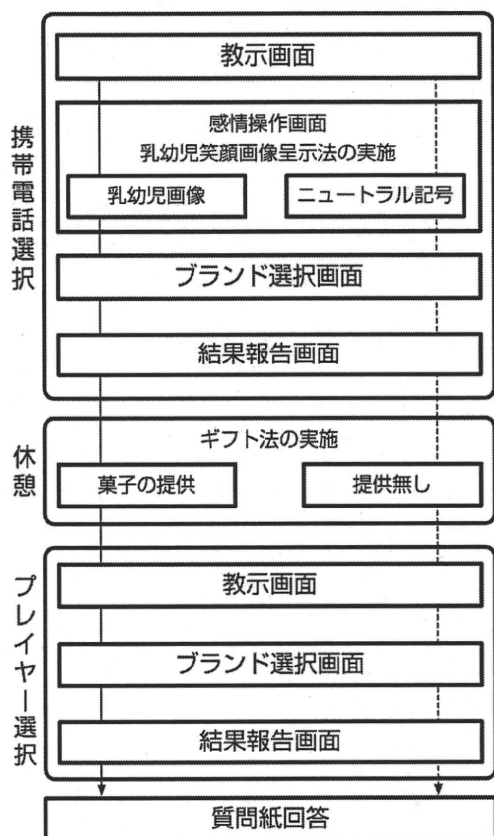 携帯電話選択
教示画面
感情操作画面
乳幼児笑顔画像呈示法の実施
乳幼児画像
ニュートラル記号
ブランド選択画面
結果報告画面
休憩
ギフト法の実施
菓子の提供
提供無し
プレイヤー選択
教示画面
ブランド選択画面
結果報告画面
質問紙回答